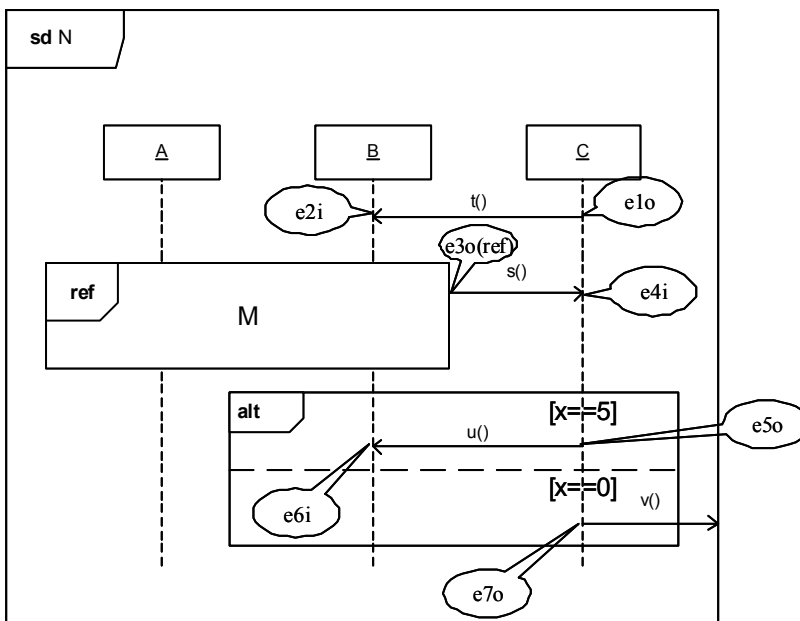 sd N
A
B
C
t()
e2i
e1o
e3o(ref)
s()
ref
M
e4i
alt
[x==5]
u()
e5o
[x==0]
e6i
v()
e7o